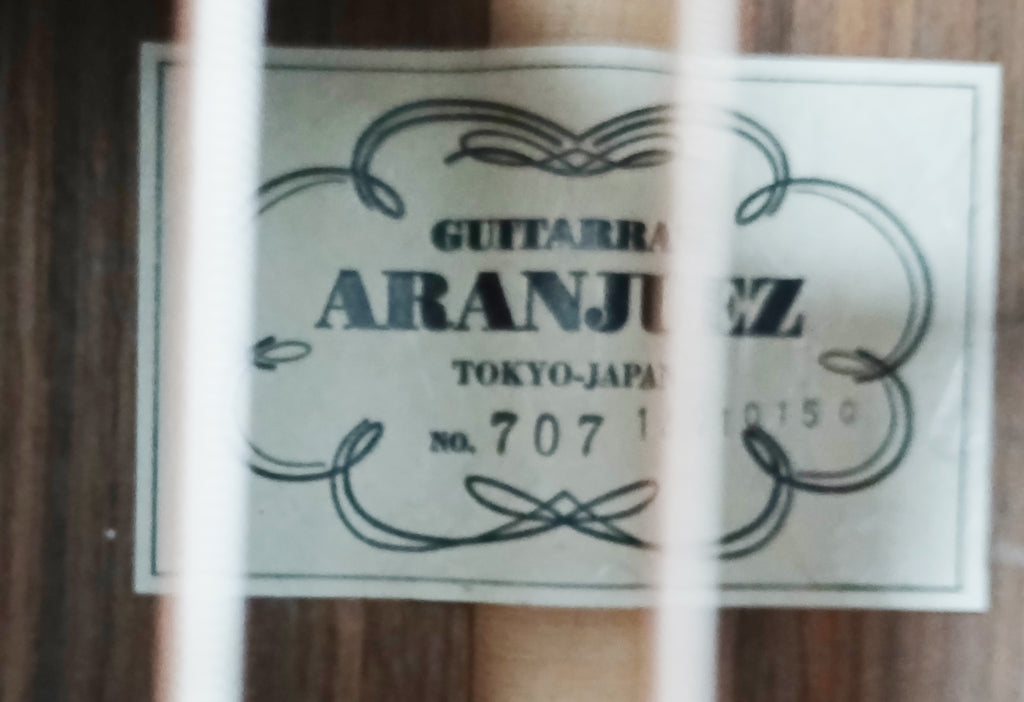 GUITARRA
ARANJUEZ
TOKYO-JAPAN
NO. 707